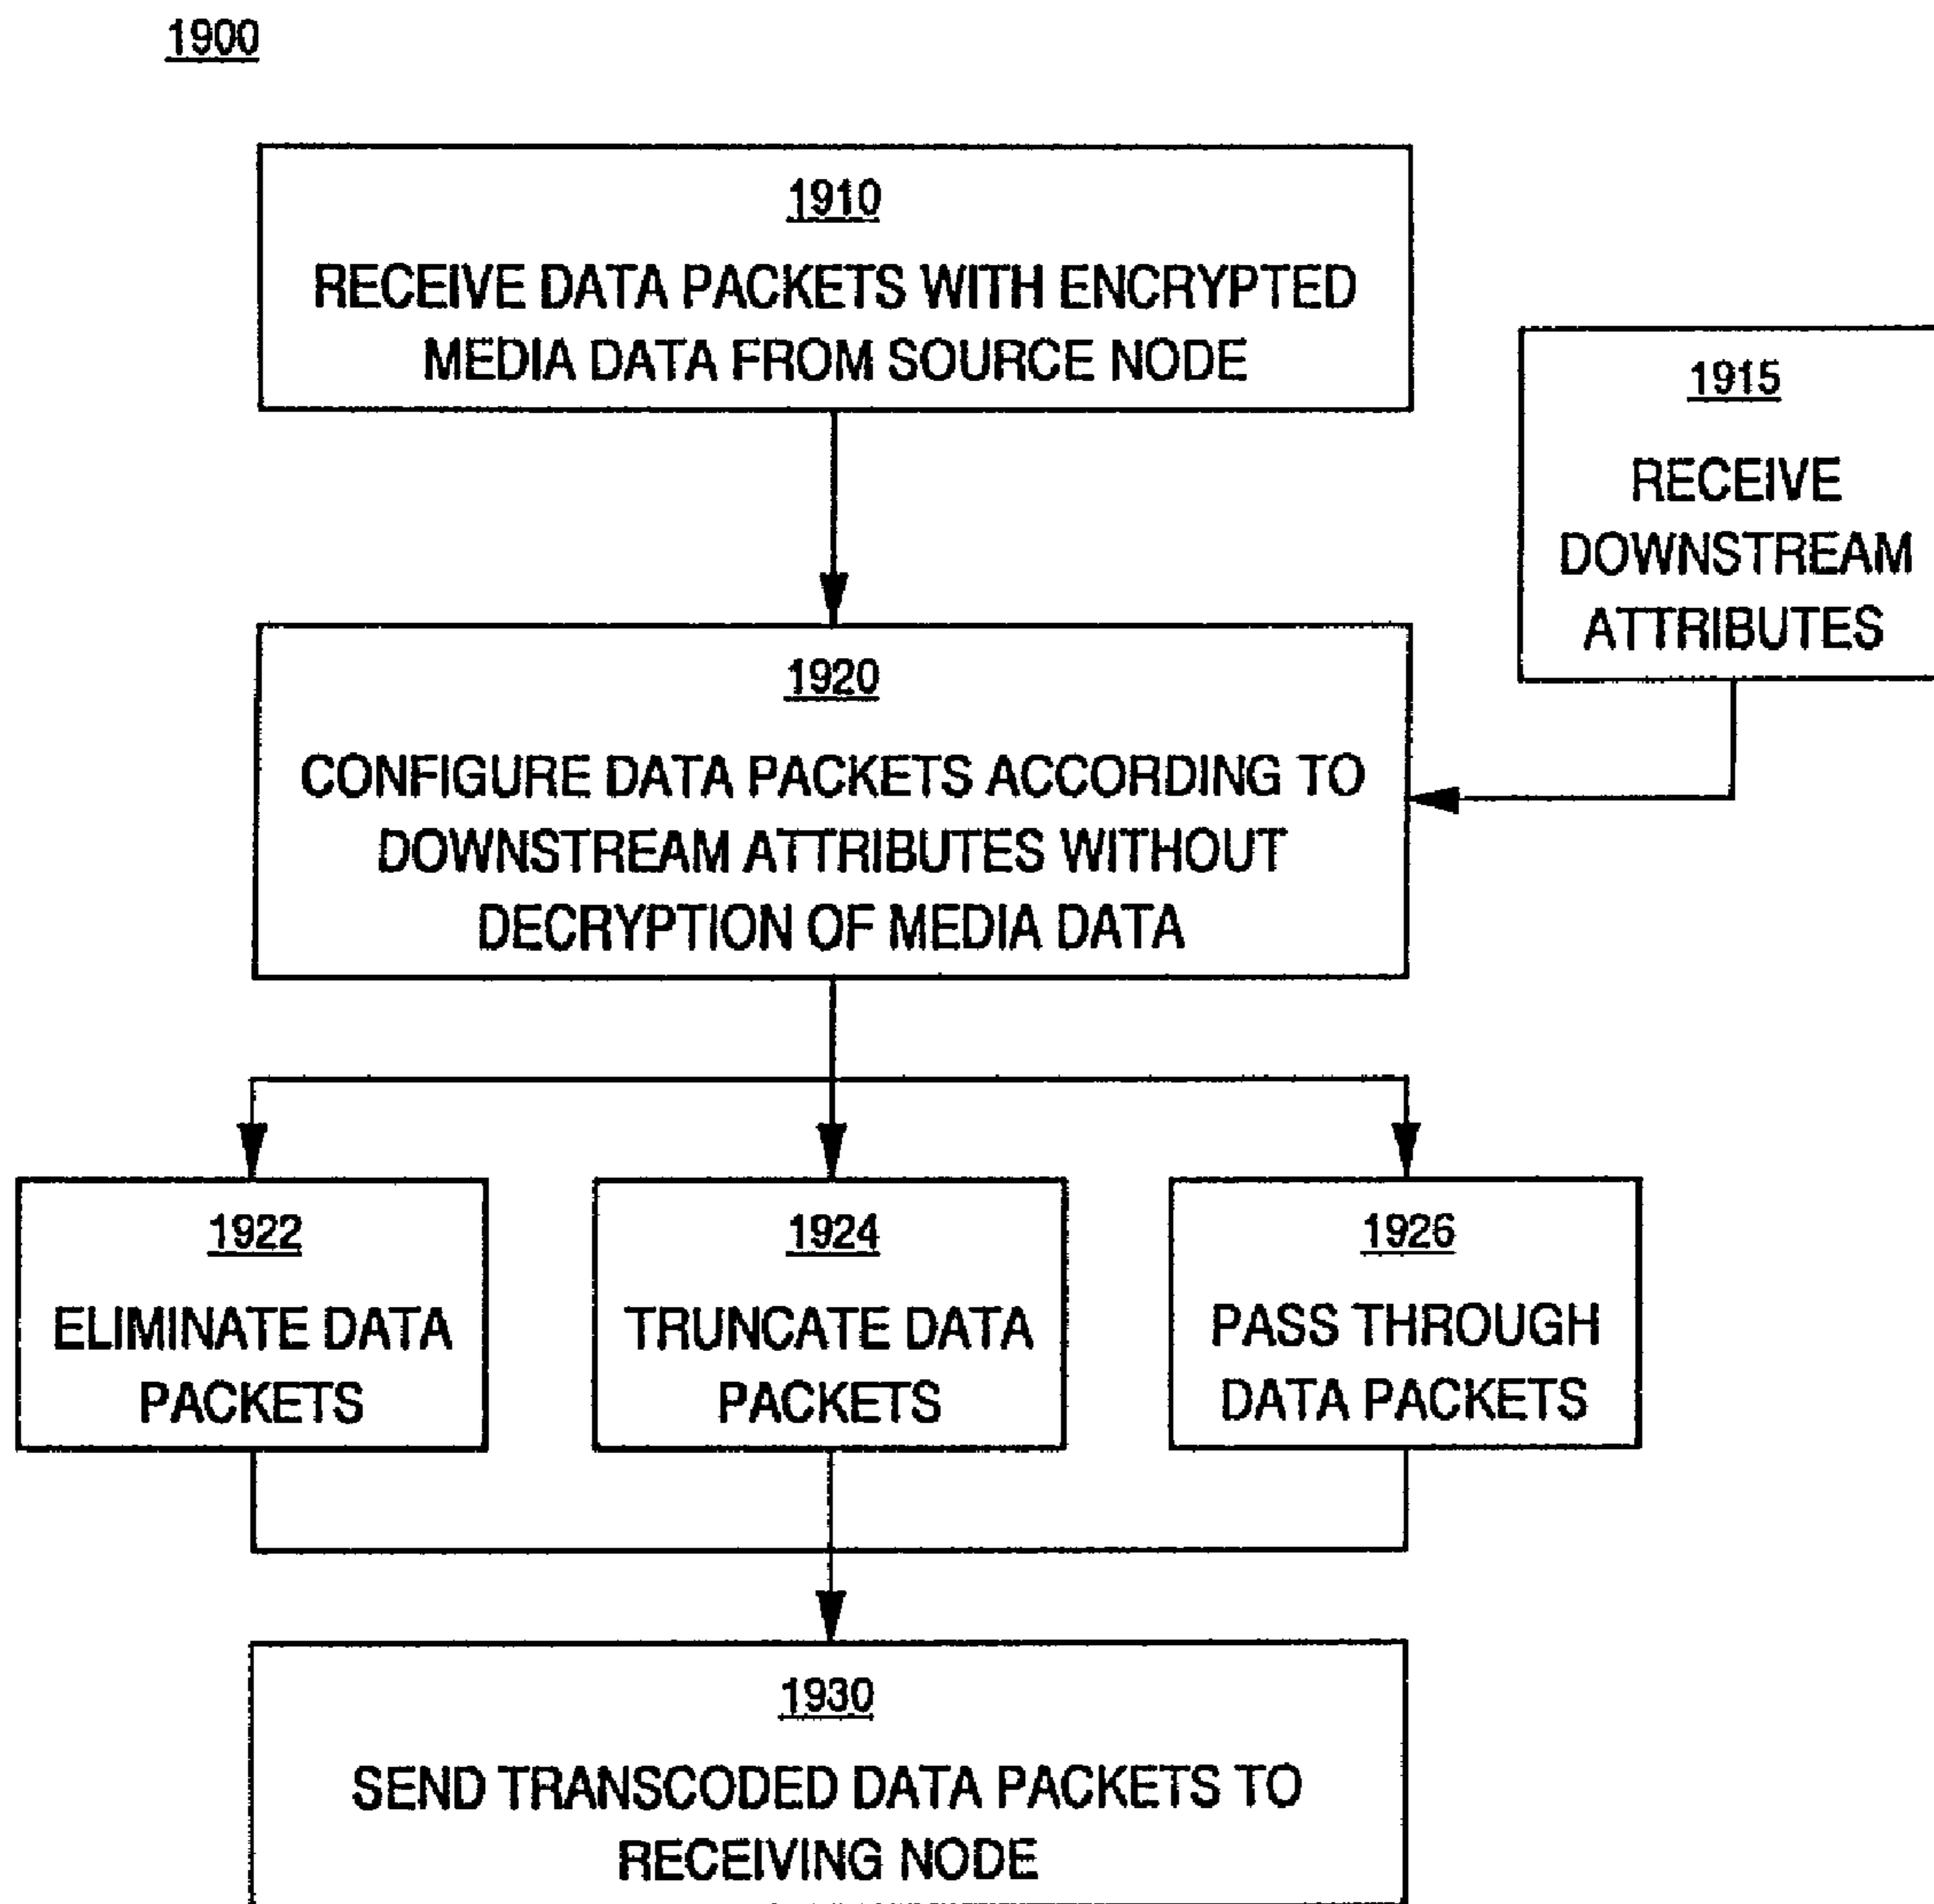 1900
1910
RECEIVE DATA PACKETS WITH ENCRYPTED
MEDIA DATA FROM SOURCE NODE
1915
RECEIVE
DOWNSTREAM
ATTRIBUTES
1920
CONFIGURE DATA PACKETS ACCORDING TO
DOWNSTREAM ATTRIBUTES WITHOUT
DECRYPTION OF MEDIA DATA
1922
ELIMINATE DATA
PACKETS
1924
TRUNCATE DATA
PACKETS
1926
PASS THROUGH
DATA PACKETS
1930
SEND TRANSCODED DATA PACKETS TO
RECEIVING NODE